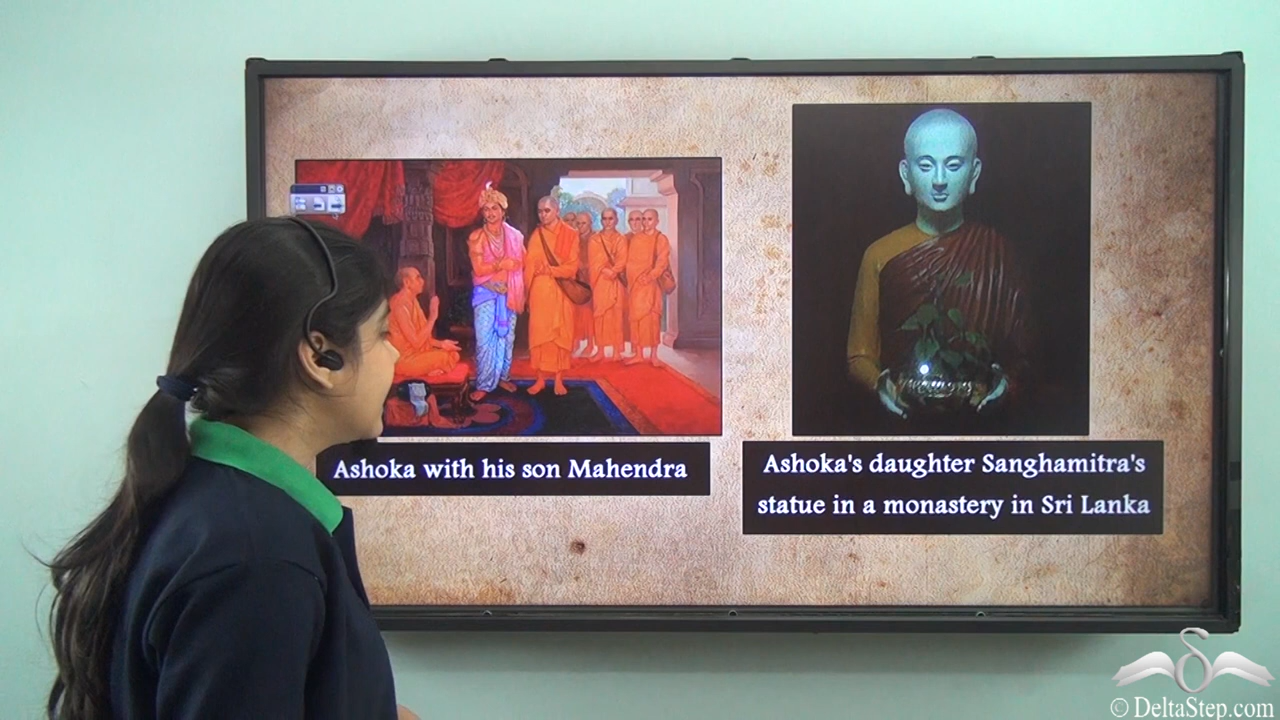 Ashoka with his son Mahendra
Ashoka's daughter Sanghamitra's
statue in a monastery in Sri Lanka
© DeltaStep.com